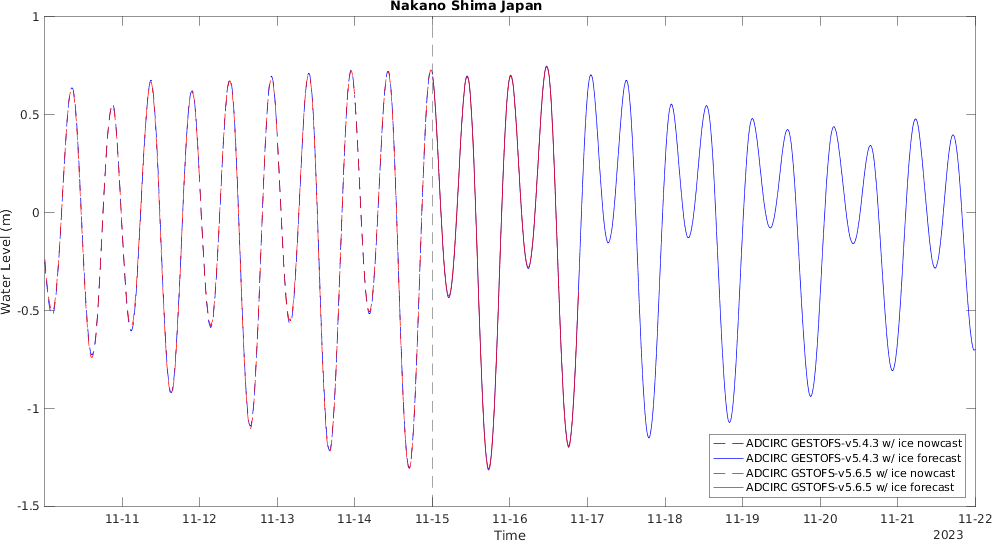 Nakano Shima Japan
1
0.5
0
-0.5
-1
-1.5
Water Level (m)
ADCIRC GESTOFS-v5.4.3 w/ ice nowcast
ADCIRC GESTOFS-v5.4.3 w/ ice forecast
ADCIRC GSTOFS-v5.6.5 w/ ice nowcast
ADCIRC GSTOFS-v5.6.5 w/ ice forecast
11-11 11-12 11-13 11-14 11-15 11-16 11-17 11-18 11-19 11-20 11-21 11-22
Time
2023